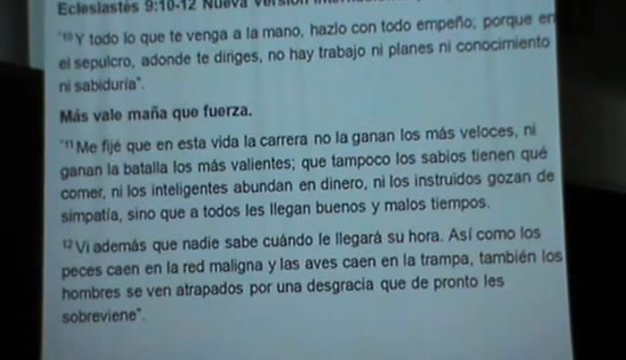 Eclesiastés 9:10-12 Nueva Versión
"¹⁰Y todo lo que te venga a la mano, hazlo con todo empeño; porque en
el sepulcro, adonde te diriges, no hay trabajo ni planes ni conocimiento
ni sabiduría".
Más vale maña que fuerza.
"¹¹Me fijé que en esta vida la carrera no la ganan los más veloces, ni
ganan la batalla los más valientes; que tampoco los sabios tienen qué
comer, ni los inteligentes abundan en dinero, ni los instruidos gozan de
simpatía, sino que a todos les llegan buenos y malos tiempos.
¹²Vi además que nadie sabe cuándo le llegará su hora. Así como los
peces caen en la red maligna y las aves caen en la trampa, también los
hombres se ven atrapados por una desgracia que de pronto les
sobreviene".